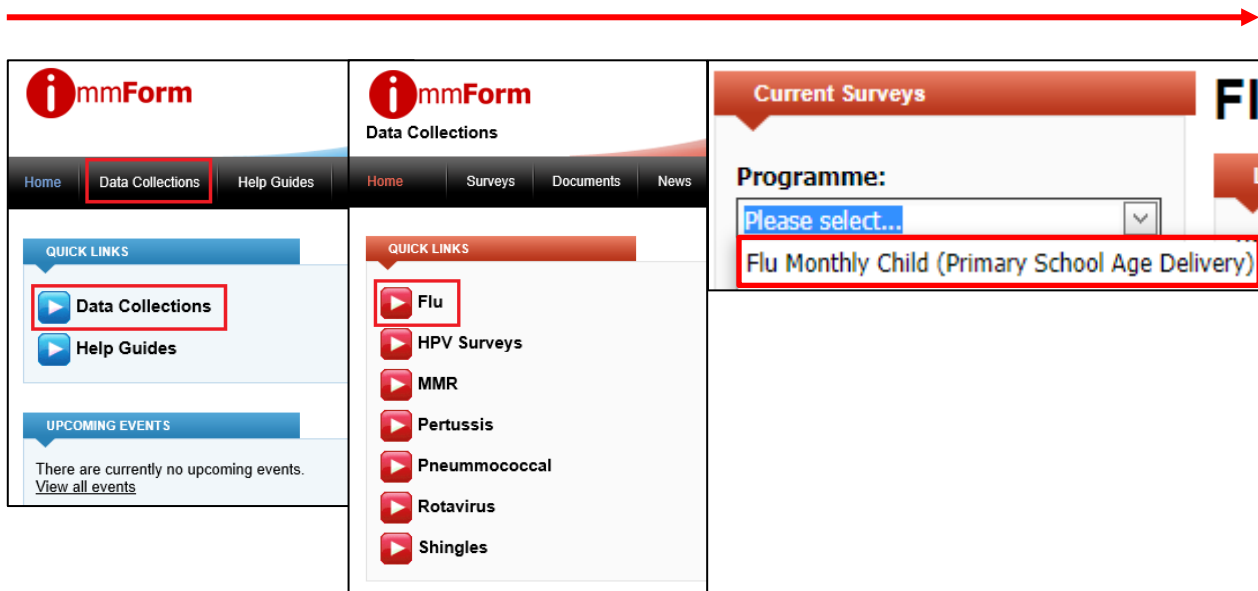 immForm
Home Data Collections Help Guides
QUICK LINKS
Data Collections
Help Guides
UPCOMING EVENTS
There are currently no upcoming events.
View all events
immForm
Data Collections
Home Surveys Documents News
QUICK LINKS
Flu
HPV Surveys
MMR
Pertussis
Pneummococcal
Rotavirus
Shingles
Current Surveys
Programme:
Please select...
Flu Monthly Child (Primary School Age Delivery)